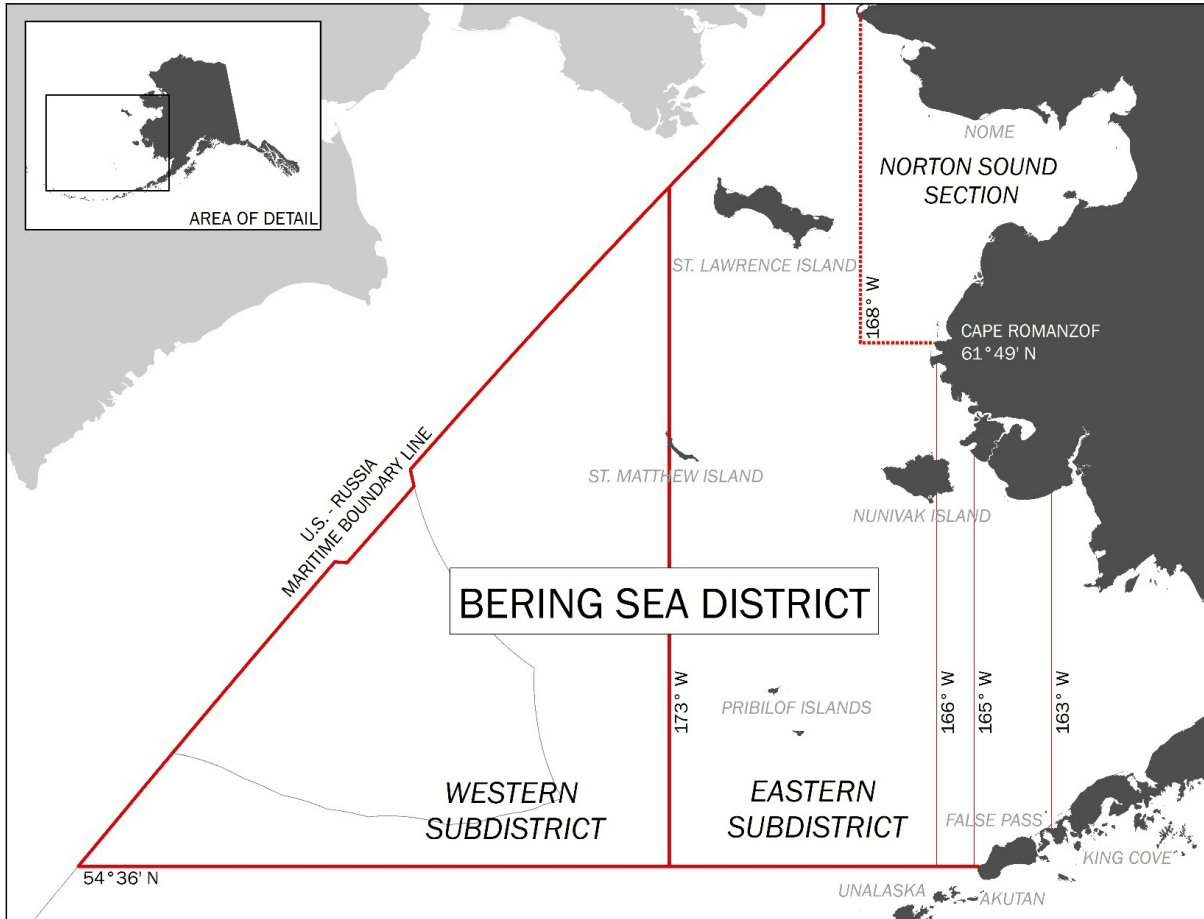 AREA OF DETAIL
NOME
NORTON SOUND
SECTION
ST. LAWRENCE ISLAND
168° W
CAPE ROMANZOF
61°49' N
U.S. - RUSSIA
MARITIME BOUNDARY LINE
ST. MATTHEW ISLAND
NUNIVAK ISLAND
BERING SEA DISTRICT
173° W
PRIBILOF ISLANDS
166° W
165° W
163° W
WESTERN
SUBDISTRICT
EASTERN
SUBDISTRICT
FALSE PASS
KING COVE
54°36' N
UNALASKA
AKUTAN